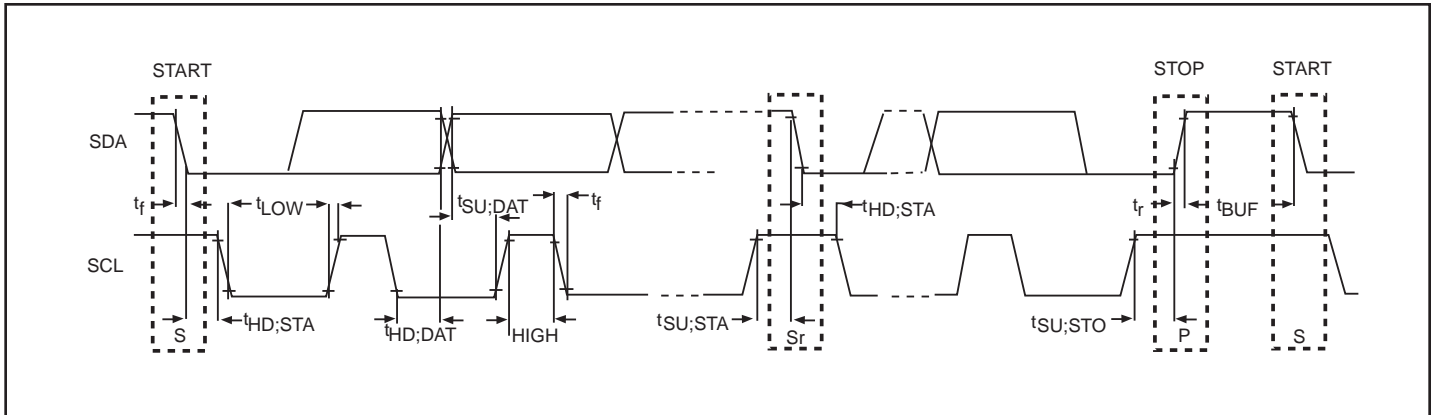 START STOP START
SDA
tf tLOW tSU;DAT tf tHD;STA tr tBUF
SCL
tHD;STA tHD;DAT HIGH tSU;STA tSU;STO
S Sr P S